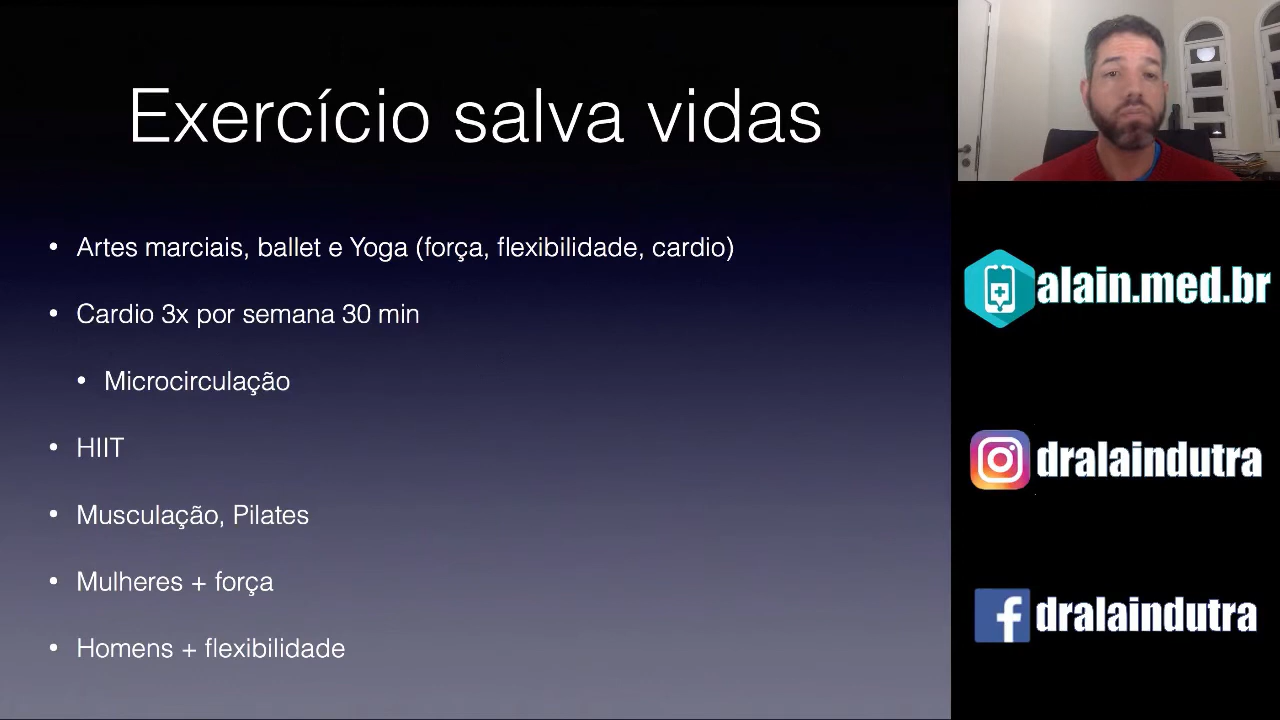 Exercício salva vidas
Artes marciais, ballet e Yoga (força, flexibilidade, cardio)
Cardio 3x por semana 30 min
Microcirculação
HIIT
Musculação, Pilates
Mulheres + força
Homens + flexibilidade
alain.med.br
dralaindutra
dralaindutra